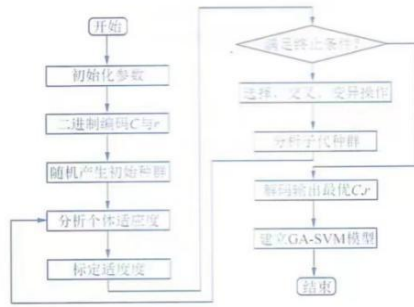 开始
初始化参数
二进制编码C与r
随机产生初始种群
分析个体适应度
标定适度度
满足终止条件?
选择、交叉、变异操作
分析子代种群
解码输出最优C,r
建立GA-SVM模型
结束